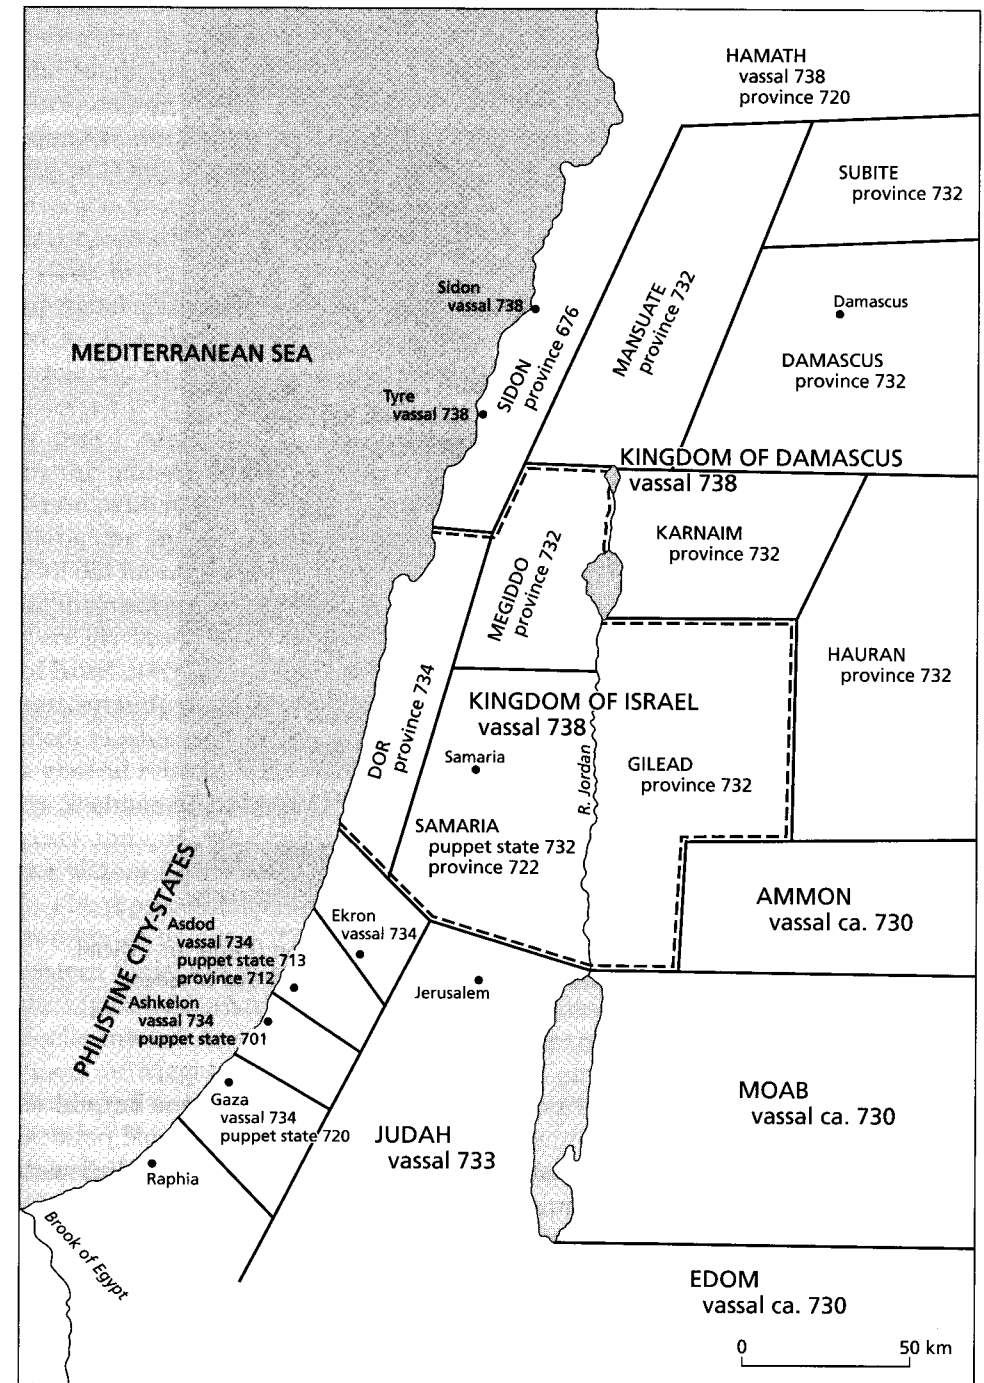 HAMATH
vassal 738
province 720
SUBITE
province 732
Sidon
vassal 738
Damascus
MANSUATE
province 732
SIDON
province 676
MEDITERRANEAN SEA
DAMASCUS
province 732
Tyre
vassal 738
KINGDOM OF DAMASCUS
vassal 738
KARNAIM
province 732
MEGIDDO
province 732
HAURAN
province 732
DOR
province 734
KINGDOM OF ISRAEL
vassal 738
Samaria
R. Jordan
GILEAD
province 732
SAMARIA
puppet state 732
province 722
AMMON
vassal ca. 730
PHILISTINE CITY-STATES
Ekron
vassal 734
Asdod
vassal 734
puppet state 713
province 712
Jerusalem
Ashkelon
vassal 734
puppet state 701
Gaza
vassal 734
puppet state 720
MOAB
vassal ca. 730
JUDAH
vassal 733
Raphia
Brook of Egypt
EDOM
vassal ca. 730
0 50 km